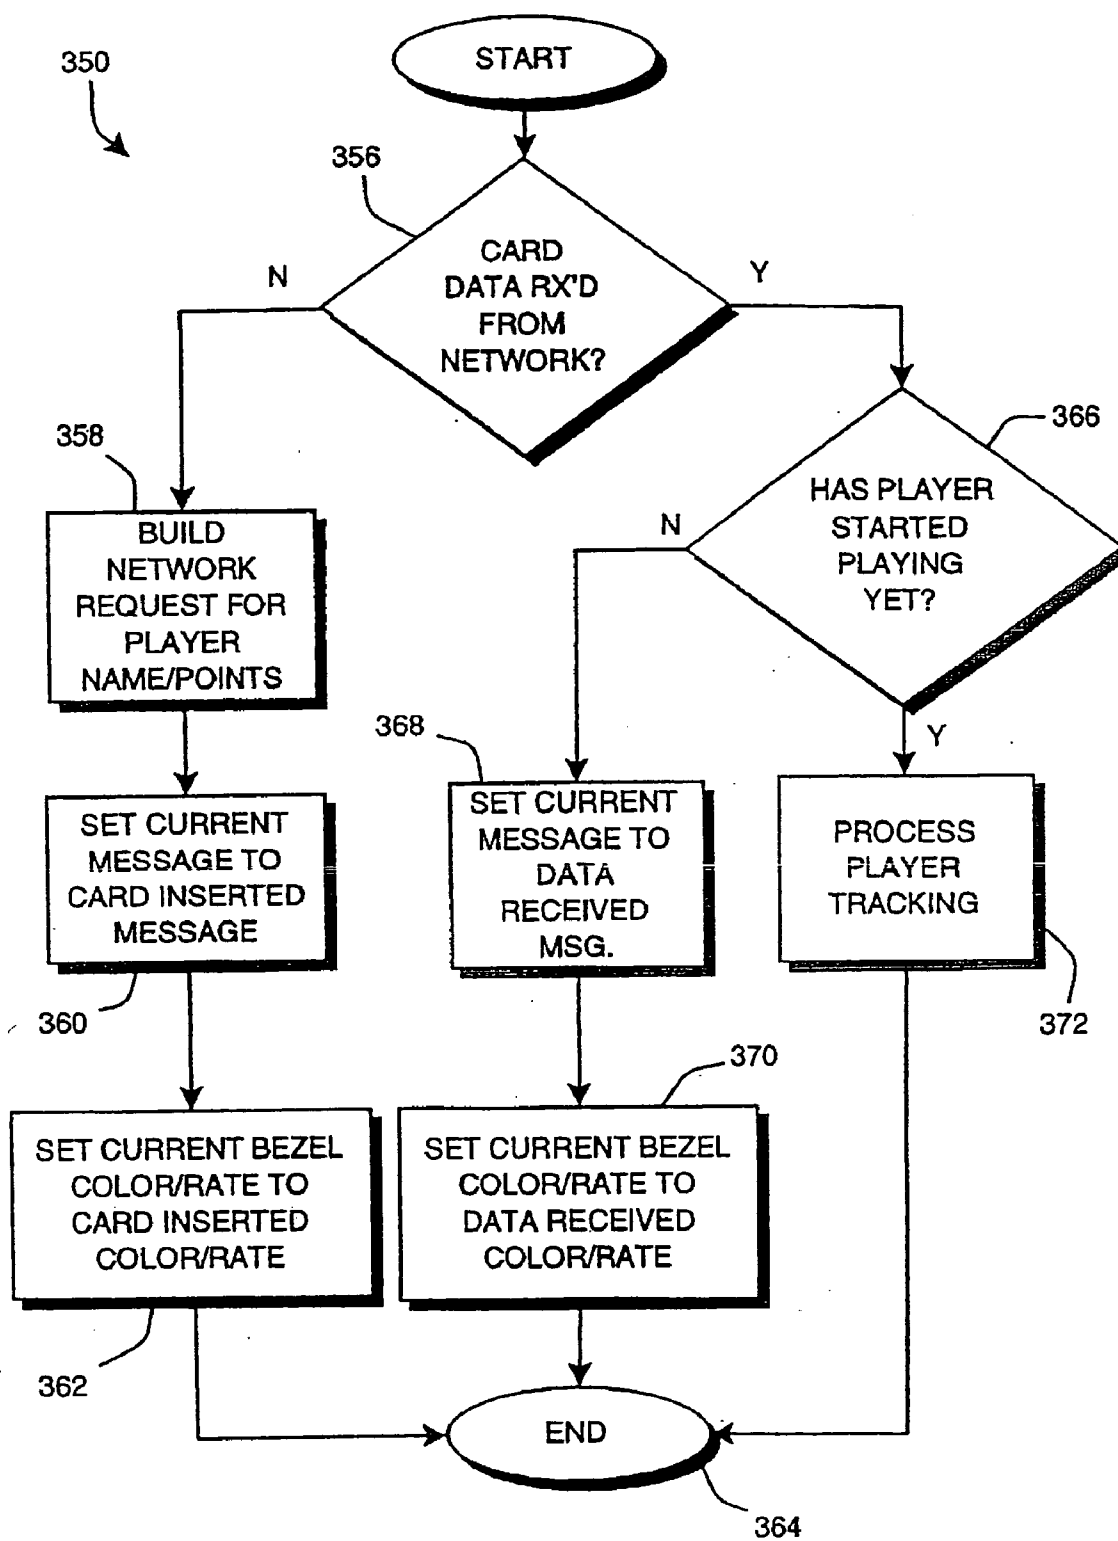 START
350
356
CARD
DATA RX'D
FROM
NETWORK?
N
Y
366
HAS PLAYER
STARTED
PLAYING
YET?
N
Y
358
BUILD
NETWORK
REQUEST FOR
PLAYER
NAME/POINTS
368
SET CURRENT
MESSAGE TO
CARD INSERTED
MESSAGE
360
SET CURRENT
MESSAGE TO
DATA
RECEIVED
MSG.
PROCESS
PLAYER
TRACKING
372
370
SET CURRENT BEZEL
COLOR/RATE TO
CARD INSERTED
COLOR/RATE
362
SET CURRENT BEZEL
COLOR/RATE TO
DATA RECEIVED
COLOR/RATE
END
364